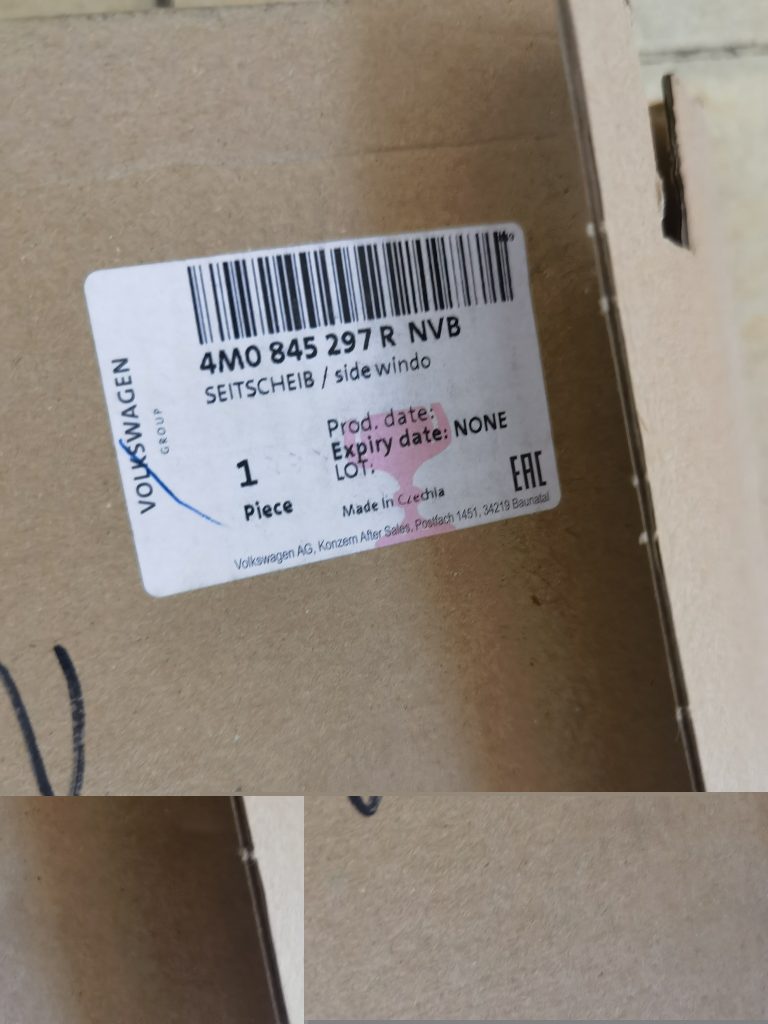 4M0 845 297 R NVB
SEITSCHEIB / side windo
VOLKSWAGEN
GROUP
Prod. date:
Expiry date: NONE
LOT:
1
Piece
Made in Czechia
EAC
Volkswagen AG, Konzern After Sales, Postfach 1451, 34219 Baunatal